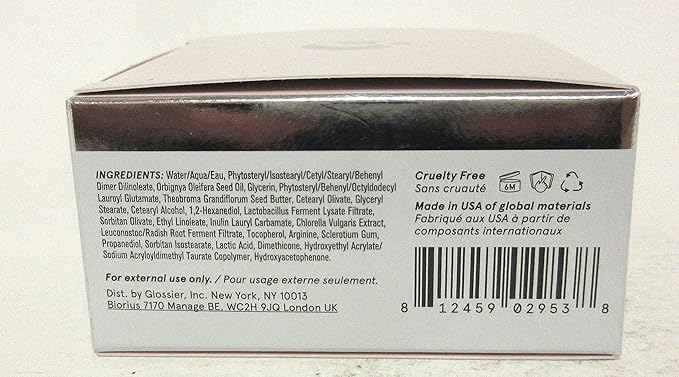 INGREDIENTS: Water/Aqua/Eau, Phytosteryl/Isostearyl/Cetyl/Stearyl/Behenyl
Dimer Dilinoleate, Orbignya Oleifera Seed Oil, Glycerin, Phytosteryl/Behenyl/Octyldodecyl
Lauroyl Glutamate, Theobroma Grandiflorum Seed Butter, Cetearyl Olivate, Glyceryl
Stearate, Cetearyl Alcohol, 1,2-Hexanediol, Lactobacillus Ferment Lysate Filtrate,
Sorbitan Olivate, Ethyl Linoleate, Inulin Lauryl Carbamate, Chlorella Vulgaris Extract,
Leuconostoc/Radish Root Ferment Filtrate, Tocopherol, Arginine, Sclerotium Gum,
Propanediol, Sorbitan Isostearate, Lactic Acid, Dimethicone, Hydroxyethyl Acrylate/
Sodium Acryloyldimethyl Taurate Copolymer, Hydroxyacetophenone.
For external use only. / Pour usage externe seulement.
Dist. by Glossier, Inc. New York, NY 10013
Biorius 7170 Manage BE, WC2H 9JQ London UK
Cruelty Free
Sans cruauté
6M
Made in USA of global materials
Fabriqué aux USA à partir de
composants internationaux
8 12459 02953 8